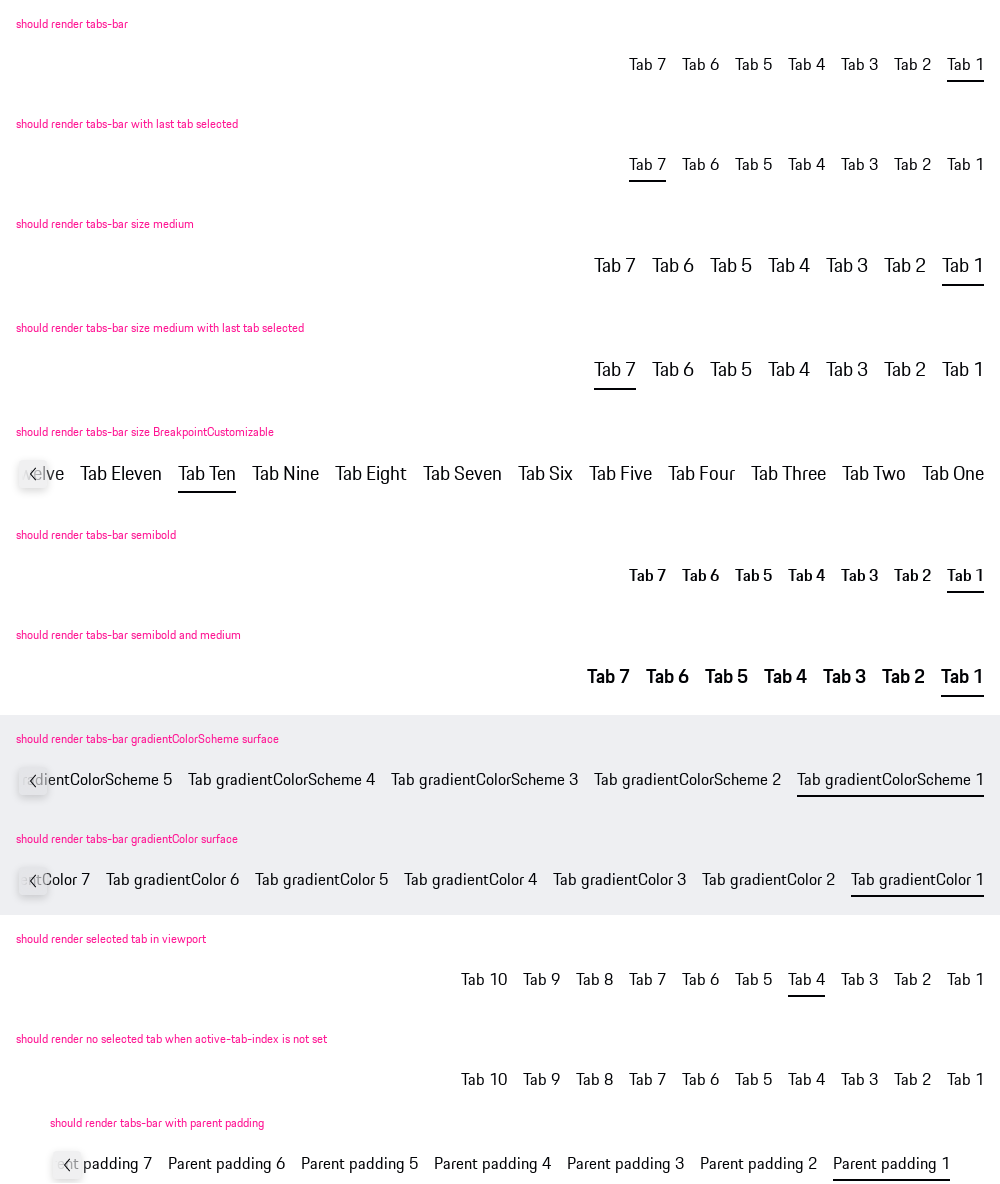 should render tabs-bar
Tab 7 Tab 6 Tab 5 Tab 4 Tab 3 Tab 2 Tab 1
should render tabs-bar with last tab selected
Tab 7 Tab 6 Tab 5 Tab 4 Tab 3 Tab 2 Tab 1
should render tabs-bar size medium
Tab 7 Tab 6 Tab 5 Tab 4 Tab 3 Tab 2 Tab 1
should render tabs-bar size medium with last tab selected
Tab 7 Tab 6 Tab 5 Tab 4 Tab 3 Tab 2 Tab 1
should render tabs-bar size BreakpointCustomizable
Tab Eleven Tab Ten Tab Nine Tab Eight Tab Seven Tab Six Tab Five Tab Four Tab Three Tab Two Tab One
should render tabs-bar semibold
Tab 7 Tab 6 Tab 5 Tab 4 Tab 3 Tab 2 Tab 1
should render tabs-bar semibold and medium
Tab 7 Tab 6 Tab 5 Tab 4 Tab 3 Tab 2 Tab 1
should render tabs-bar gradientColorScheme surface
5 Tab gradientColorScheme 4 Tab gradientColorScheme 3 Tab gradientColorScheme 2 Tab gradientColorScheme 1
should render tabs-bar gradientColor surface
7 Tab gradientColor 6 Tab gradientColor 5 Tab gradientColor 4 Tab gradientColor 3 Tab gradientColor 2 Tab gradientColor 1
should render selected tab in viewport
Tab 10 Tab 9 Tab 8 Tab 7 Tab 6 Tab 5 Tab 4 Tab 3 Tab 2 Tab 1
should render no selected tab when active-tab-index is not set
Tab 10 Tab 9 Tab 8 Tab 7 Tab 6 Tab 5 Tab 4 Tab 3 Tab 2 Tab 1
should render tabs-bar with parent padding
padding 7 Parent padding 6 Parent padding 5 Parent padding 4 Parent padding 3 Parent padding 2 Parent padding 1